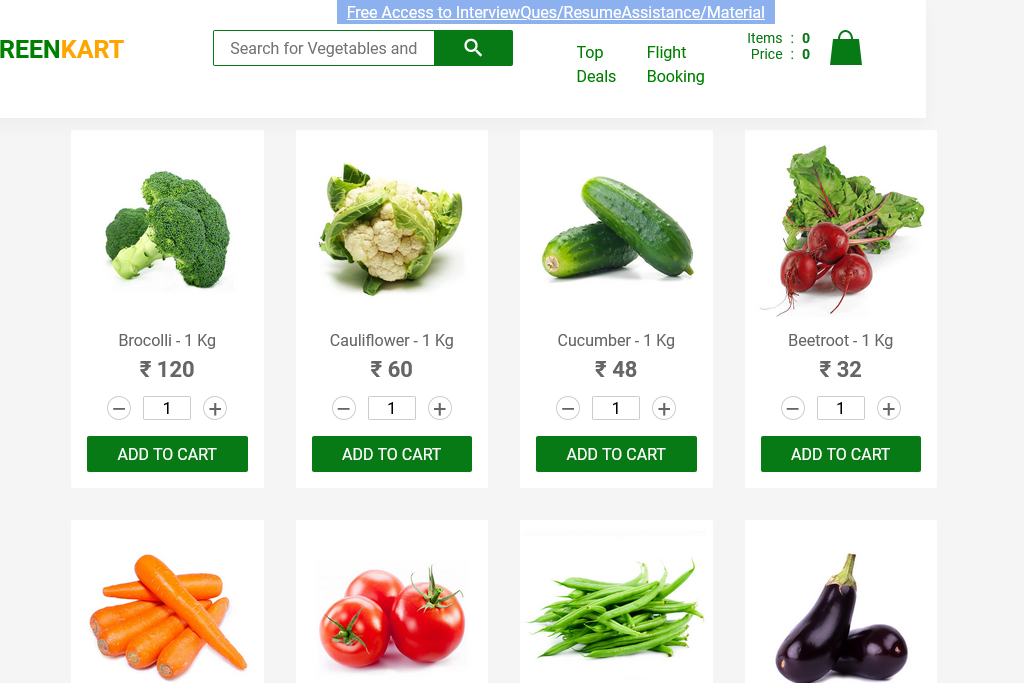 Free Access to InterviewQues/ResumeAssistance/Material
REENKART
Search for Vegetables and
Top Deals
Flight Booking
Items : 0
Price : 0
Brocolli - 1 Kg
₹ 120
1
ADD TO CART
Cauliflower - 1 Kg
₹ 60
1
ADD TO CART
Cucumber - 1 Kg
₹ 48
1
ADD TO CART
Beetroot - 1 Kg
₹ 32
1
ADD TO CART